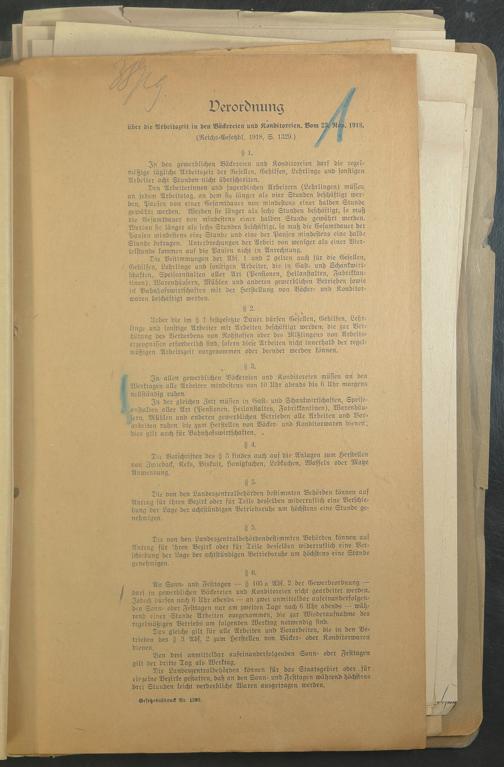 Verordnung
über die Arbeitszeit in den Bäckereien und Konditoreien. Vom 23. Nov. 1918.
(Reichs-Gesetzbl. 1918, S. 1329.)
§ 1.
In den gewerblichen Bäckereien und Konditoreien darf die regel-
mäßige tägliche Arbeitszeit der Gesellen, Gehilfen, Lehrlinge und sonstigen
Arbeiter acht Stunden nicht überschreiten.
Den Arbeiterinnen und jugendlichen Arbeitern (Lehrlingen) müssen
an jedem Arbeitstag, an dem sie länger als vier Stunden beschäftigt wer-
den, Pausen von einer Gesamtdauer von mindestens einer halben Stunde
gewährt werden. Werden sie länger als sechs Stunden beschäftigt, so muß
die Gesamtdauer von mindestens einer halben Stunde gewährt werden.
Werden sie länger als sechs Stunden beschäftigt, so muß die Gesamtdauer der
Pausen mindestens eine Stunde und eine der Pausen mindestens eine halbe
Stunde betragen. Unterbrechungen der Arbeit von weniger als einer Vier-
telstunde kommen auf die Pausen nicht in Anrechnung.
Die Bestimmungen der Abs. 1 und 2 gelten auch für die Gesellen,
Gehilfen, Lehrlinge und sonstigen Arbeiter, die in Gast- und Schankwirt-
schaften, Speiseanstalten aller Art (Pensionen, Heilanstalten, Fabrikkan-
tinen), Warenhäusern, Mühlen und anderen gewerblichen Betrieben sowie
in Bahnhofswirtschaften mit der Herstellung von Bäcker- und Konditor-
waren beschäftigt werden.
§ 2.
Ueber die im § 1 festgesetzte Dauer dürfen Gesellen, Gehilfen, Lehr-
linge und sonstige Arbeiter mit Arbeiten beschäftigt werden, die zur Ver-
hütung des Verderbens von Rohstoffen oder des Mißlingens von Arbeits-
erzeugnissen erforderlich sind, sofern diese Arbeiten nicht innerhalb der regel-
mäßigen Arbeitszeit vorgenommen oder beendet werden können.
§ 3.
In allen gewerblichen Bäckereien und Konditoreien müssen an den
Werktagen alle Arbeiter mindestens von 10 Uhr abends bis 6 Uhr morgens
vollständig ruhen.
In der gleichen Zeit müssen in Gast- und Schankwirtschaften, Speise-
anstalten aller Art (Pensionen, Heilanstalten, Fabrikkantinen), Warenhäu-
sern, Mühlen und anderen gewerblichen Betrieben alle Arbeiten und Vor-
arbeiten ruhen, die zum Herstellen von Bäcker- und Konditorwaren dienen;
dies gilt auch für Bahnhofswirtschaften.
§ 4.
Die Vorschriften des § 3 finden auch auf die Anlagen zum Herstellen
von Zwieback, Keks, Biskuit, Honigkuchen, Lebkuchen, Waffeln oder Mazze
Anwendung.
§ 5.
Die von den Landeszentralbehörden bestimmten Behörden können auf
Antrag für ihren Bezirk oder für Teile desselben widerruflich eine Verschie-
bung der Lage der achtstündigen Betriebsruhe um höchstens eine Stunde ge-
nehmigen.
§ 5.
Die von den Landeszentralbehördenbestimmten Behörden können auf
Antrag für ihren Bezirk oder für Teile desselben widerruflich eine Ver-
schiebung der Lage der achtstündigen Betriebsruhe um höchstens eine Stunde
genehmigen.
§ 6.
An Sonn- und Festtagen — § 105 a Abs. 2 der Gewerbeordnung —
darf in gewerblichen Bäckereien und Konditoreien nicht gearbeitet werden.
Jedoch dürfen nach 6 Uhr abends — an zwei unmittelbar aufeinanderfolgen-
den Sonn- oder Festtagen nur am zweiten Tage nach 6 Uhr abends — wäh-
rend einer Stunde Arbeiten vorgenommen, die zur Wiederaufnahme des
regelmäßigen Betriebs am folgenden Werktag notwendig sind.
Das gleiche gilt für alle Arbeiten und Vorarbeiten, die in den Be-
trieben des § 3 Abs. 2 zum Herstellen von Bäcker- oder Konditorwaren
dienen.
Von drei unmittelbar aufeinanderfolgenden Sonn- oder Festtagen
gilt der dritte Tag als Werktag.
Die Landeszentralbehörden können für das Staatsgebiet oder für
einzelne Bezirke gestatten, daß an den Sonn- und Festtagen während höchstens
drei Stunden leicht verderbliche Waren ausgetragen werden.